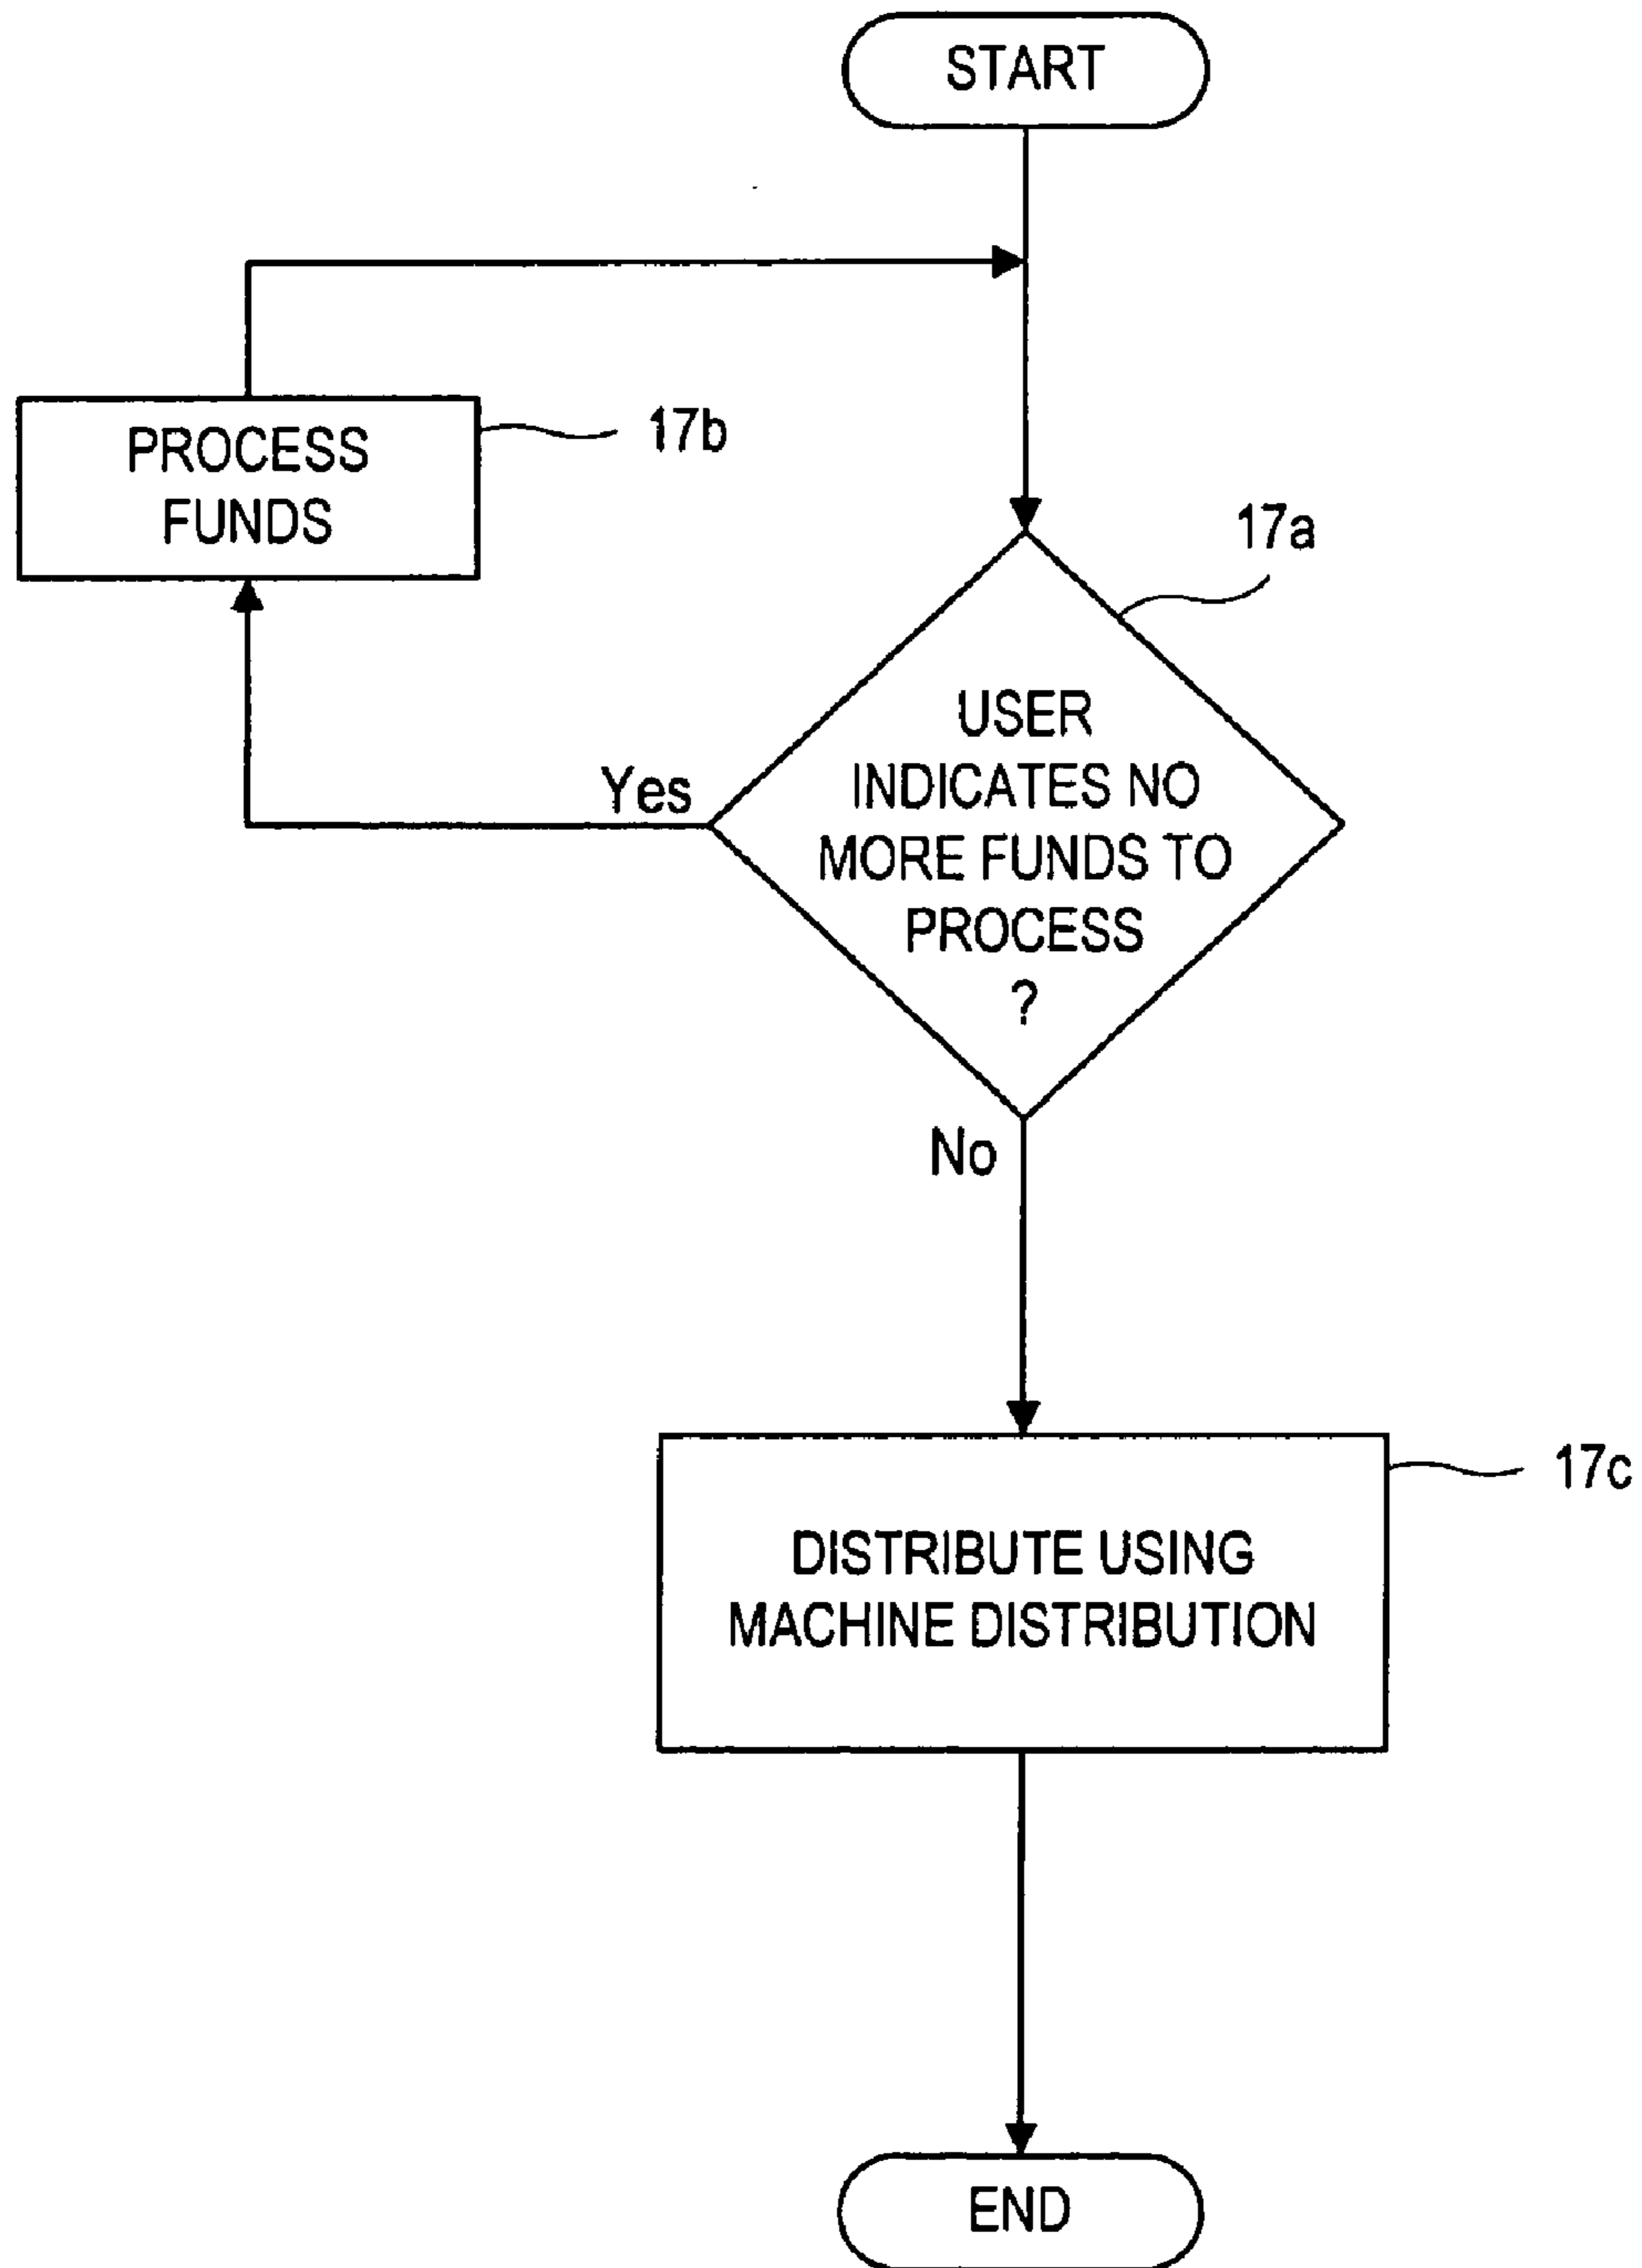 START
PROCESS
FUNDS
17b
17a
USER
INDICATES NO
MORE FUNDS TO
PROCESS
?
Yes
No
17c
DISTRIBUTE USING
MACHINE DISTRIBUTION
END